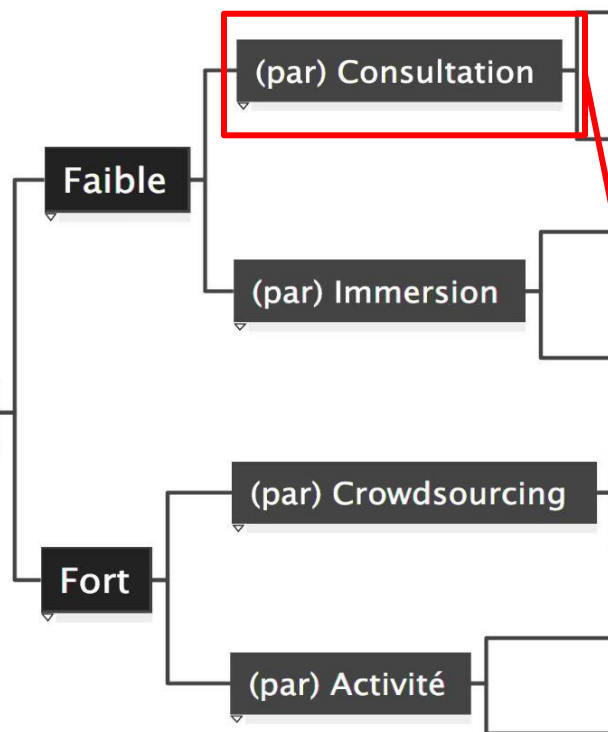 (par) Consultation
Faible
(par) Immersion
(par) Crowdsourcing
Fort
(par) Activité